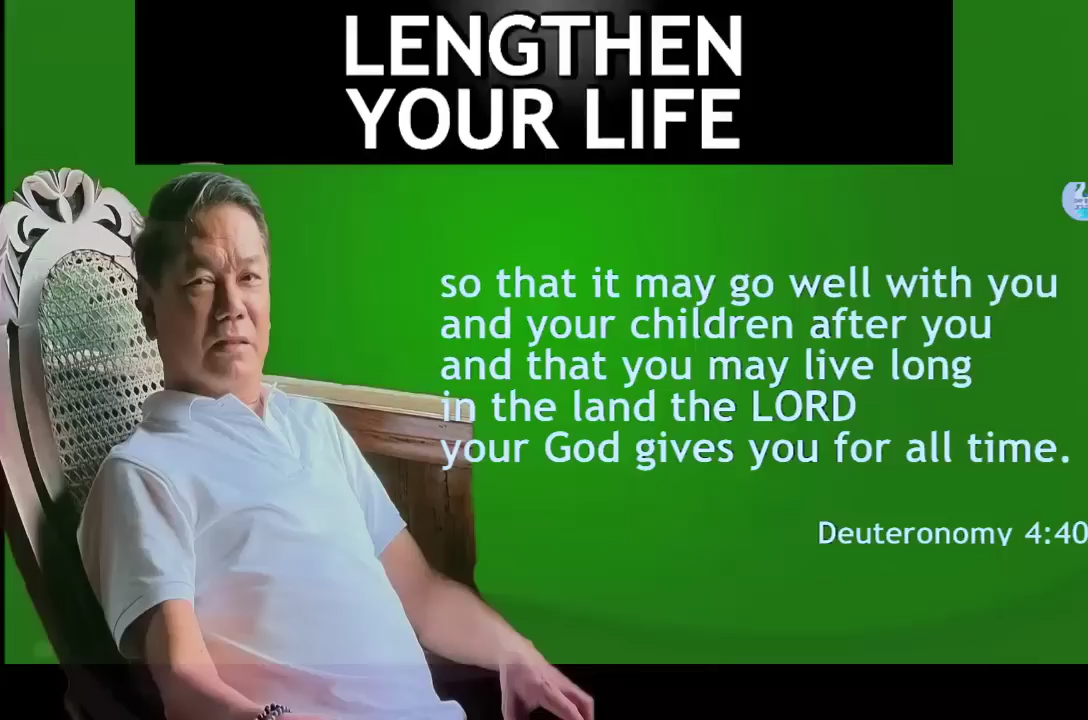 LENGTHEN
YOUR LIFE
so that it may go well with you
and your children after you
and that you may live long
in the land the LORD
your God gives you for all time.
Deuteronomy 4:40